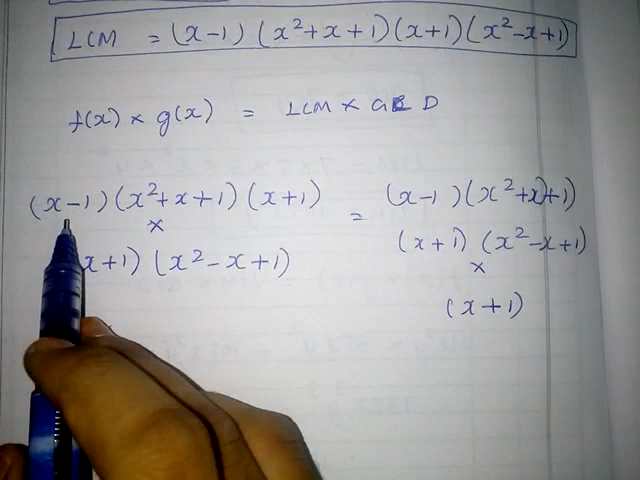 LCM = (x-1) (x²+x+1)(x+1)(x²-x+1)
f(x) × g(x) = LCM × GCD
(x-1)(x²+x+1)(x+1) = (x-1)(x²+x+1)
× (x+1)(x²-x+1)
x+1)(x²-x+1) ×
(x+1)